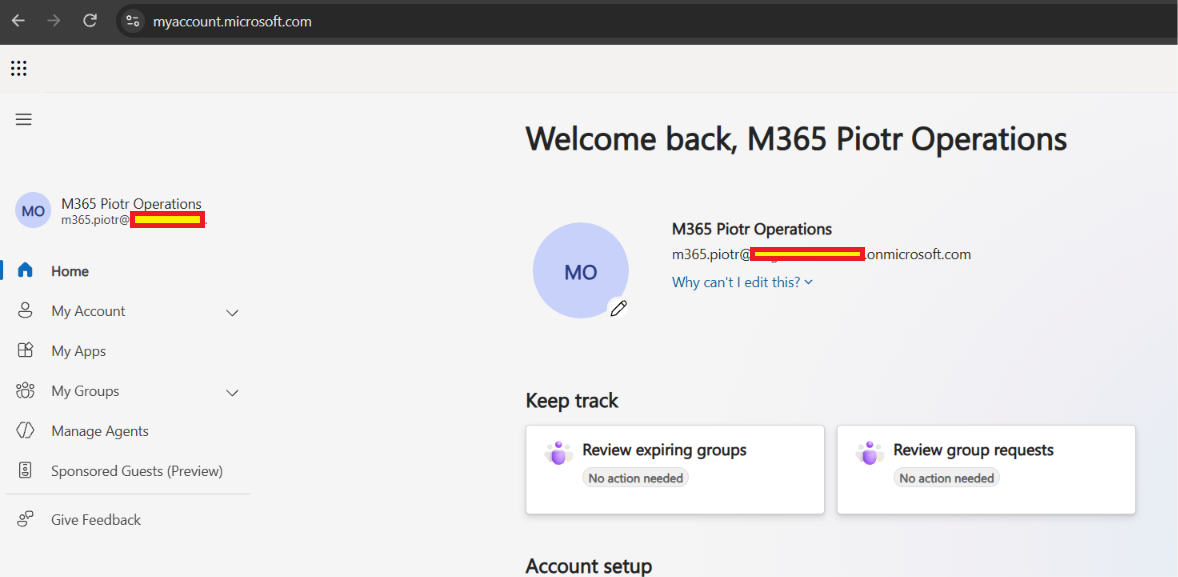 myaccount.microsoft.com
Welcome back, M365 Piotr Operations
MO
M365 Piotr Operations
m365.piotr@
Home
My Account
My Apps
My Groups
Manage Agents
Sponsored Guests (Preview)
Give Feedback
MO
M365 Piotr Operations
m365.piotr@ .onmicrosoft.com
Why can't I edit this?
Keep track
Review expiring groups
No action needed
Review group requests
No action needed
Account setup